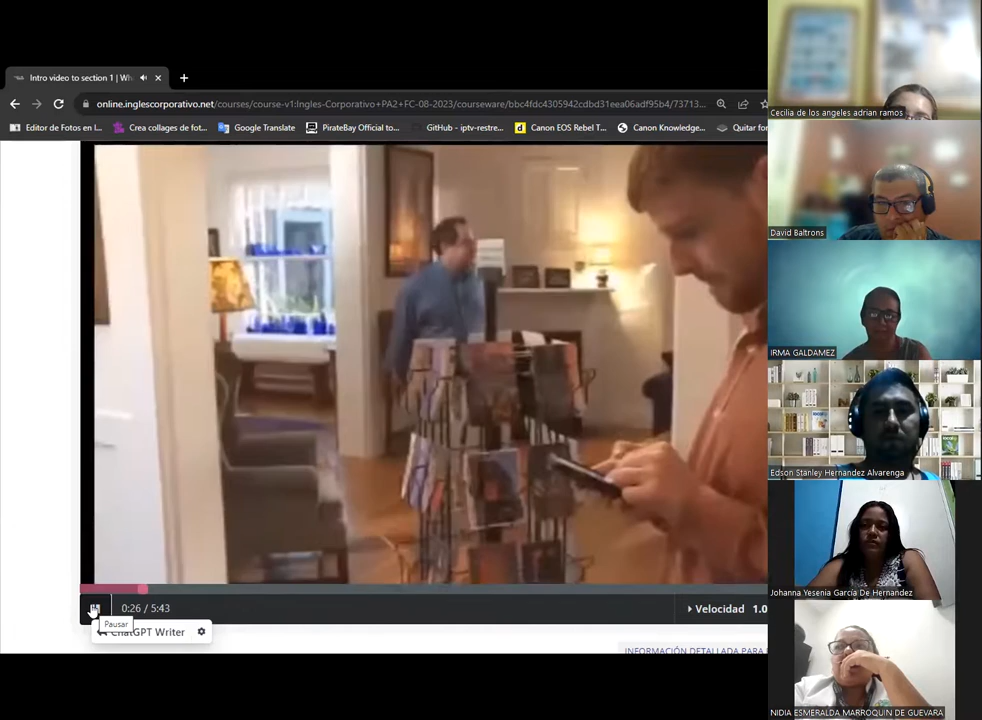 Intro video to section 1 | Wh
online.inglescorporativo.net/courses/course-v1:Ingles-Corporativo+PA2+FC-08-2023/courseware/bbc4fdc4305942cdbd31eea06adf95b4/73713...
Editor de Fotos en l...
Crea collages de fot...
Google Translate
PirateBay Official to...
GitHub - iptv-restre...
Canon EOS Rebel T...
Canon Knowledge...
Quitar fon
0:26 / 5:43
Velocidad 1.0
Pausar
ChatGPT Writer
INFORMACIÓN DETALLADA PARA
Cecilia de los angeles adrian ramos
David Baltrons
IRMA GALDAMEZ
Edson Stanley Hernandez Alvarenga
Johanna Yesenia García De Hernandez
NIDIA ESMERALDA MARROQUIN DE GUEVARA